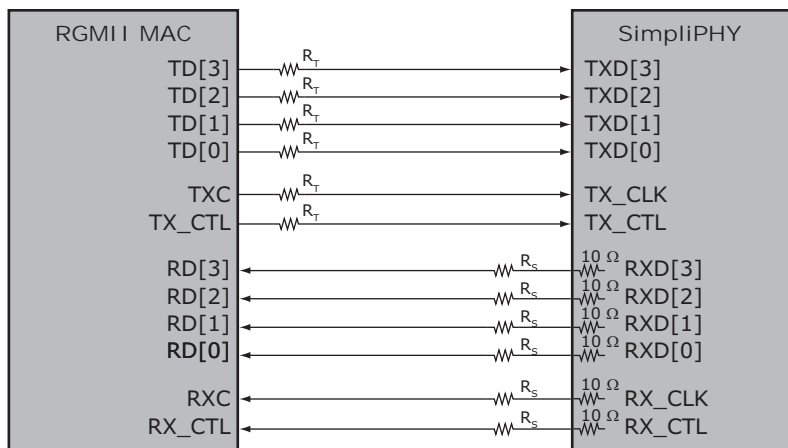 RGMII MAC SimpliPHY
TD[3] R_T TXD[3]
TD[2] R_T TXD[2]
TD[1] R_T TXD[1]
TD[0] R_T TXD[0]
TXC R_T TX_CLK
TX_CTL R_T TX_CTL
RD[3] R_S 10 Ω RXD[3]
RD[2] R_S 10 Ω RXD[2]
RD[1] R_S 10 Ω RXD[1]
RD[0] R_S 10 Ω RXD[0]
RXC R_S 10 Ω RX_CLK
RX_CTL R_S 10 Ω RX_CTL